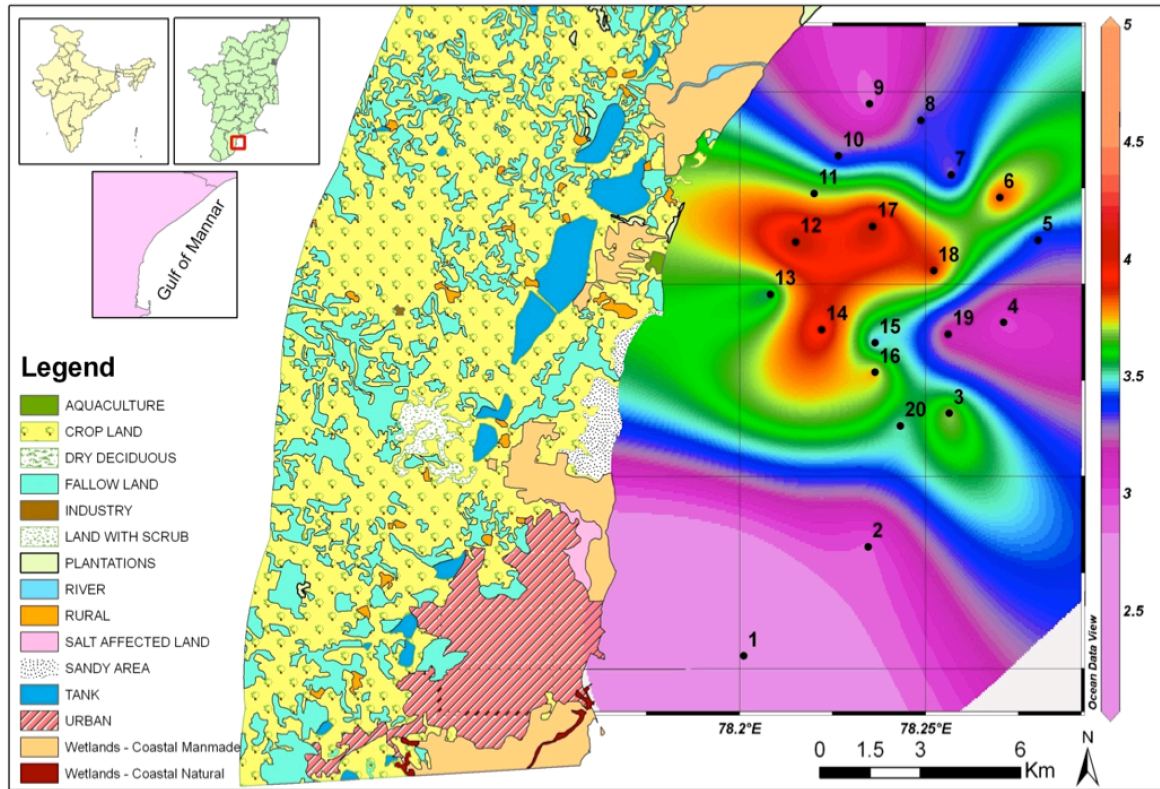 Gulf of Mannar
Legend
AQUACULTURE
CROP LAND
DRY DECIDUOUS
FALLOW LAND
INDUSTRY
LAND WITH SCRUB
PLANTATIONS
RIVER
RURAL
SALT AFFECTED LAND
SANDY AREA
TANK
URBAN
Wetlands - Coastal Manmade
Wetlands - Coastal Natural
9
8
10
7
11
6
17
12
5
18
13
4
14
15
19
16
3
20
2
1
5
4.5
4
3.5
3
2.5
Ocean Data View
78.2°E
78.25°E
0 1.5 3 6
Km
N